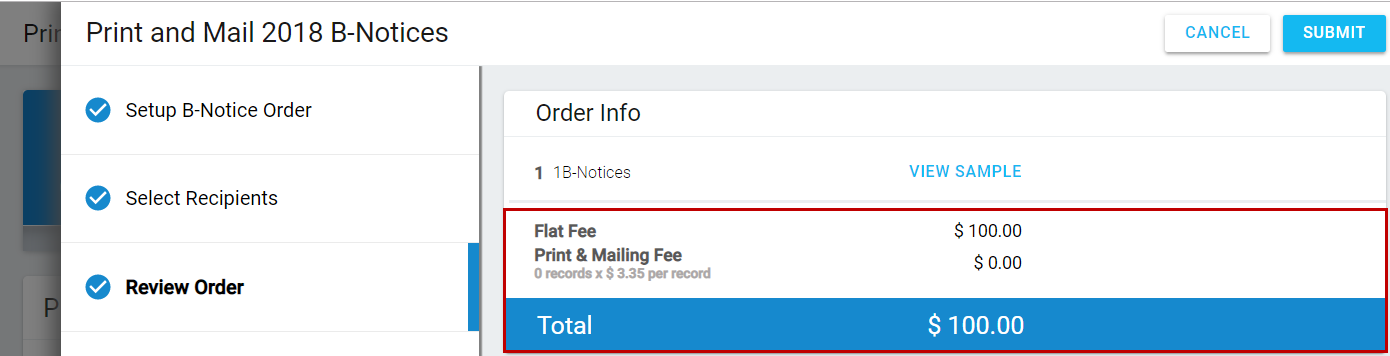 Prin
Print and Mail 2018 B-Notices
CANCEL
SUBMIT
Setup B-Notice Order
Select Recipients
Review Order
P
Order Info
1 1B-Notices
VIEW SAMPLE
Flat Fee $ 100.00
Print & Mailing Fee $ 0.00
0 records x $ 3.35 per record
Total $ 100.00